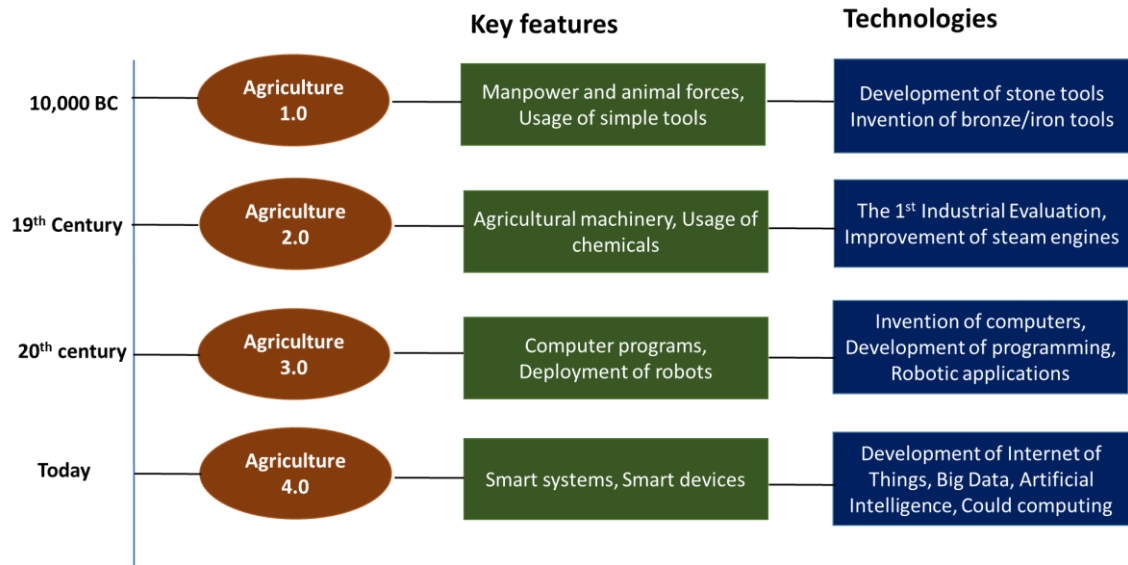 Key features
Technologies
10,000 BC
Agriculture
1.0
Manpower and animal forces,
Usage of simple tools
Development of stone tools
Invention of bronze/iron tools
19th Century
Agriculture
2.0
Agricultural machinery, Usage of
chemicals
The 1st Industrial Evaluation,
Improvement of steam engines
20th century
Agriculture
3.0
Computer programs,
Deployment of robots
Invention of computers,
Development of programming,
Robotic applications
Today
Agriculture
4.0
Smart systems, Smart devices
Development of Internet of
Things, Big Data, Artificial
Intelligence, Could computing